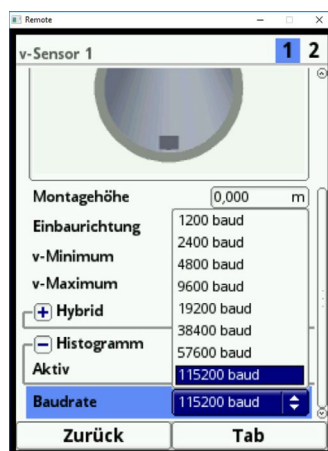 Remote
v-Sensor 1
1 2
Montagehöhe 0,000 m
Einbaurichtung
v-Minimum
v-Maximum
Hybrid
Histogramm
Aktiv
1200 baud
2400 baud
4800 baud
9600 baud
19200 baud
38400 baud
57600 baud
115200 baud
Baudrate 115200 baud
Zurück Tab